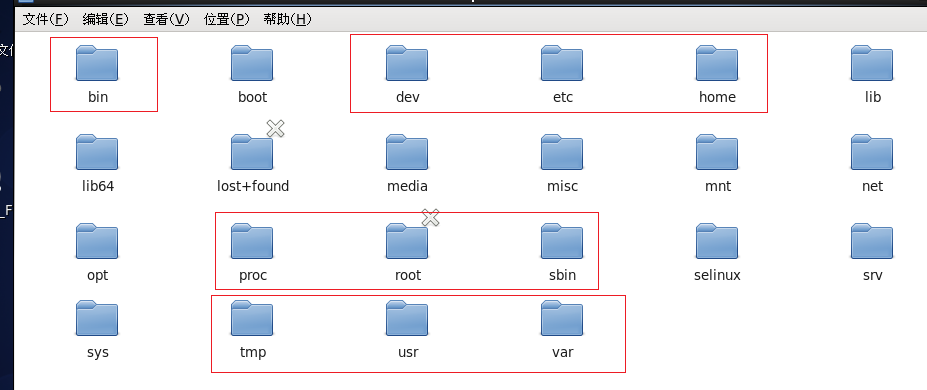 文件(F) 编辑(E) 查看(V) 位置(P) 帮助(H)
bin boot dev etc home lib
lib64 lost+found media misc mnt net
opt proc root sbin selinux srv
sys tmp usr var
_F